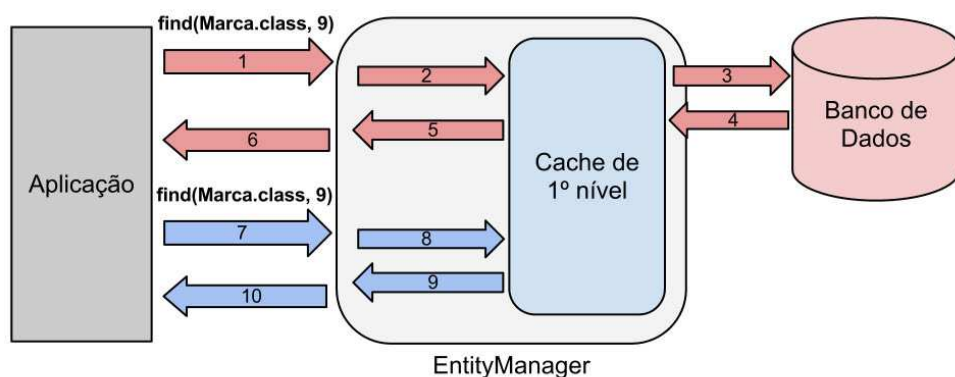 find(Marca.class, 9)
1
2
3
4
5
6
Aplicação
Cache de
1º nível
Banco de
Dados
find(Marca.class, 9)
7
8
9
10
EntityManager